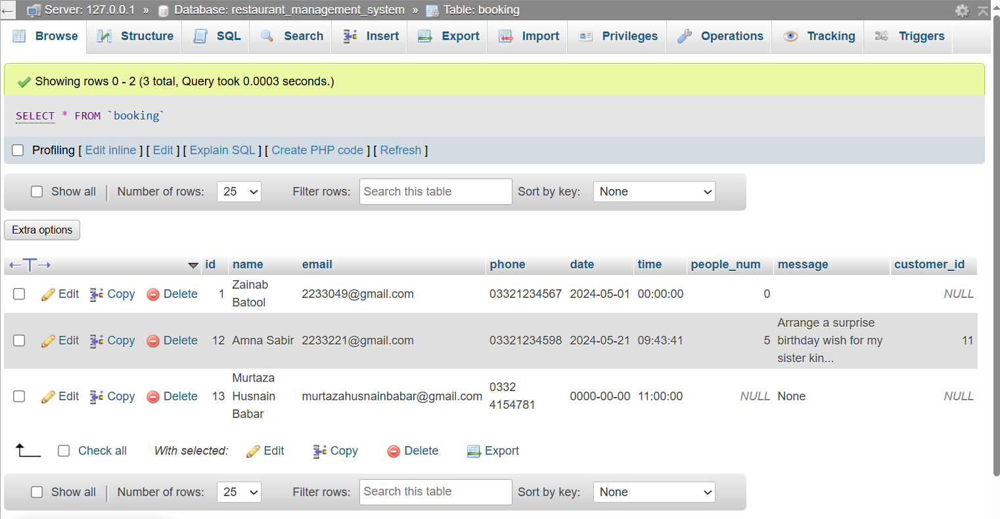 Server: 127.0.0.1 » Database: restaurant_management_system » Table: booking
Browse Structure SQL Search Insert Export Import Privileges Operations Tracking Triggers
Showing rows 0 - 2 (3 total, Query took 0.0003 seconds.)
SELECT * FROM `booking`
Profiling [ Edit inline ] [ Edit ] [ Explain SQL ] [ Create PHP code ] [ Refresh ]
Show all | Number of rows: 25 Filter rows: Search this table Sort by key: None
Extra options
id name email phone date time people_num message customer_id
Edit Copy Delete 1 Zainab Batool 2233049@gmail.com 03321234567 2024-05-01 00:00:00 0 NULL
Edit Copy Delete 12 Amna Sabir 2233221@gmail.com 03321234598 2024-05-21 09:43:41 5 Arrange a surprise birthday wish for my sister kin... 11
Edit Copy Delete 13 Murtaza Husnain Babar murtazahusnainbabar@gmail.com 0332 4154781 0000-00-00 11:00:00 NULL None NULL
Check all With selected: Edit Copy Delete Export
Show all | Number of rows: 25 Filter rows: Search this table Sort by key: None